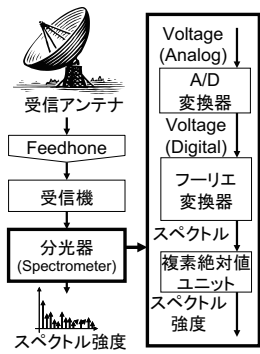 受信アンテナ
Feedhone
受信機
分光器
(Spectrometer)
スペクトル強度
Voltage
(Analog)
A/D
変換器
Voltage
(Digital)
フーリエ
変換器
スペクトル
複素絶対値
ユニット
スペクトル
強度